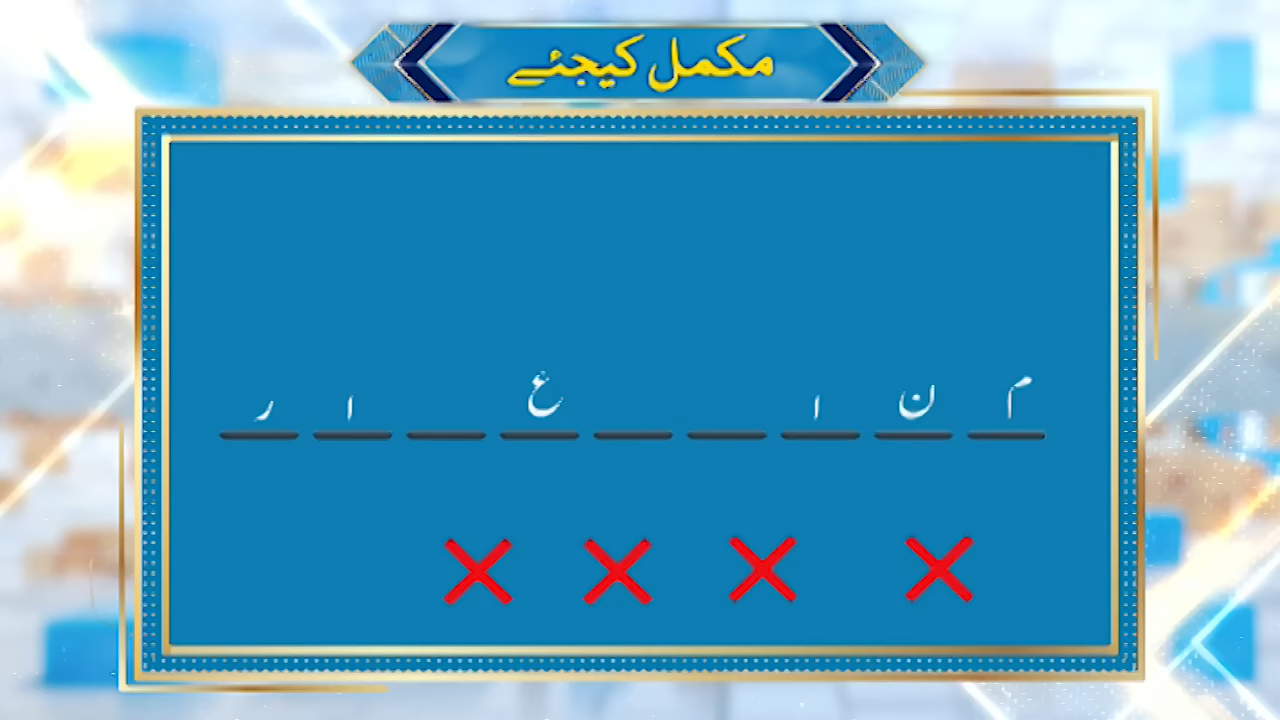 مکمل کیجئے
م ن ا _ _ غ _ ا ر